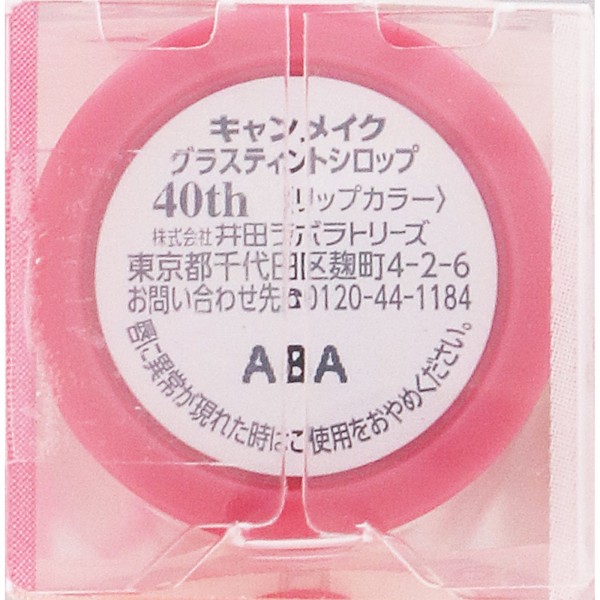 キャンメイク
グラスティントシロップ
40th 〈リップカラー〉
株式会社 井田ラボラトリーズ
東京都千代田区麹町4-2-6
お問い合わせ先☎0120-44-1184
ABA
唇に異常が現れた時はご使用をおやめください。